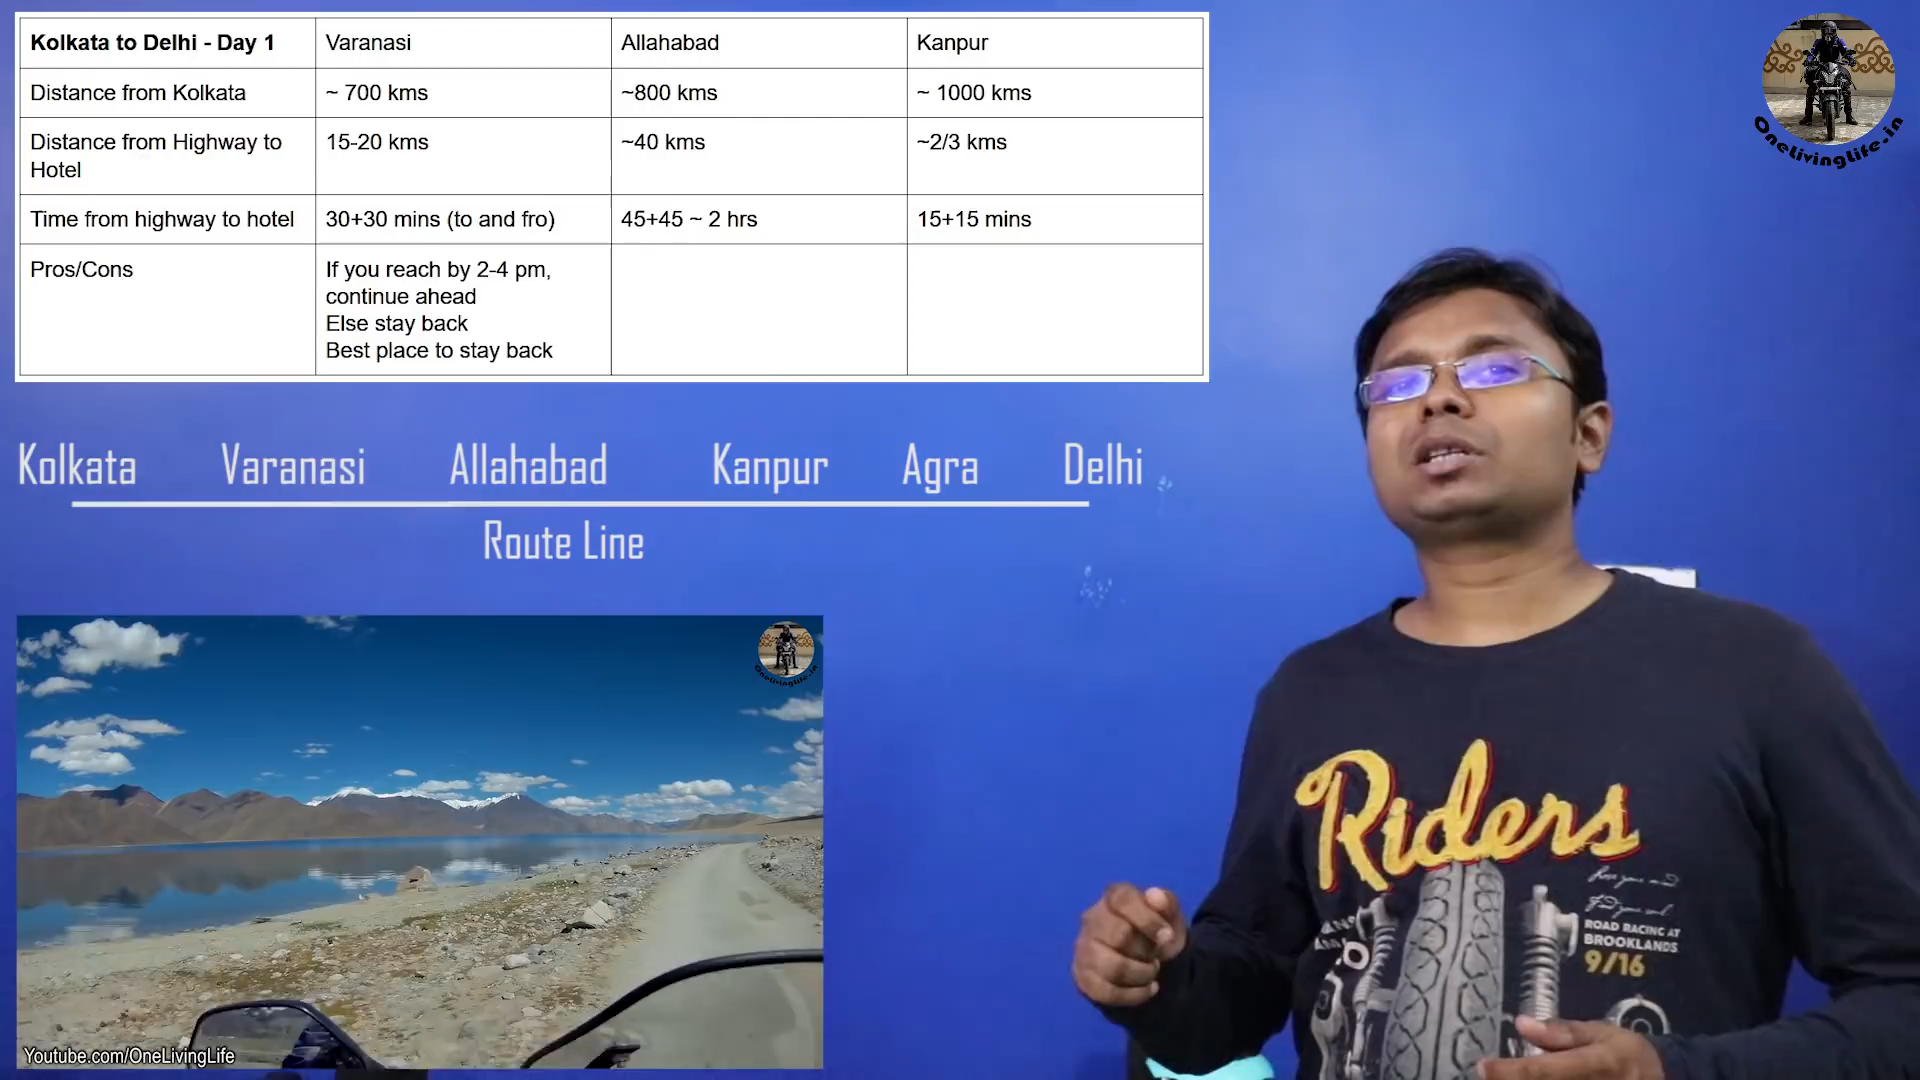 Kolkata to Delhi - Day 1 Varanasi Allahabad Kanpur
Distance from Kolkata ~ 700 kms ~800 kms ~ 1000 kms
Distance from Highway to Hotel 15-20 kms ~40 kms ~2/3 kms
Time from highway to hotel 30+30 mins (to and fro) 45+45 ~ 2 hrs 15+15 mins
Pros/Cons If you reach by 2-4 pm,
continue ahead
Else stay back
Best place to stay back
OneLivingLife.in
Kolkata Varanasi Allahabad Kanpur Agra Delhi
Route Line
OneLivingLife.in
Youtube.com/OneLivingLife
Riders
ROAD RACING AT
BROOKLANDS
9/16